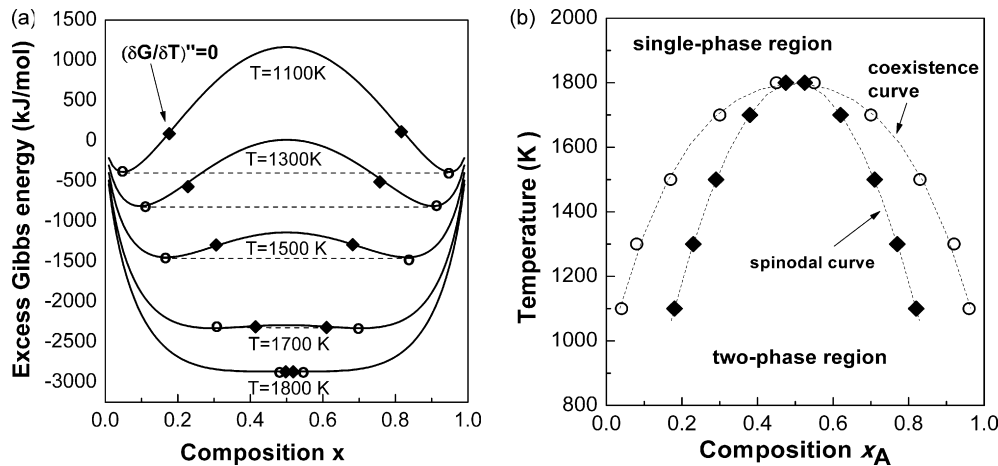 (a)
1500
1000
500
0
-500
-1000
-1500
-2000
-2500
-3000
Excess Gibbs energy (kJ/mol)
(δG/δT)"=0
T=1100K
T=1300K
T=1500 K
T=1700 K
T=1800 K
0.0 0.2 0.4 0.6 0.8 1.0
Composition x
(b)
2000
1800
1600
1400
1200
1000
800
Temperature (K )
single-phase region
coexistence
curve
spinodal curve
two-phase region
0.0 0.2 0.4 0.6 0.8 1.0
Composition xA